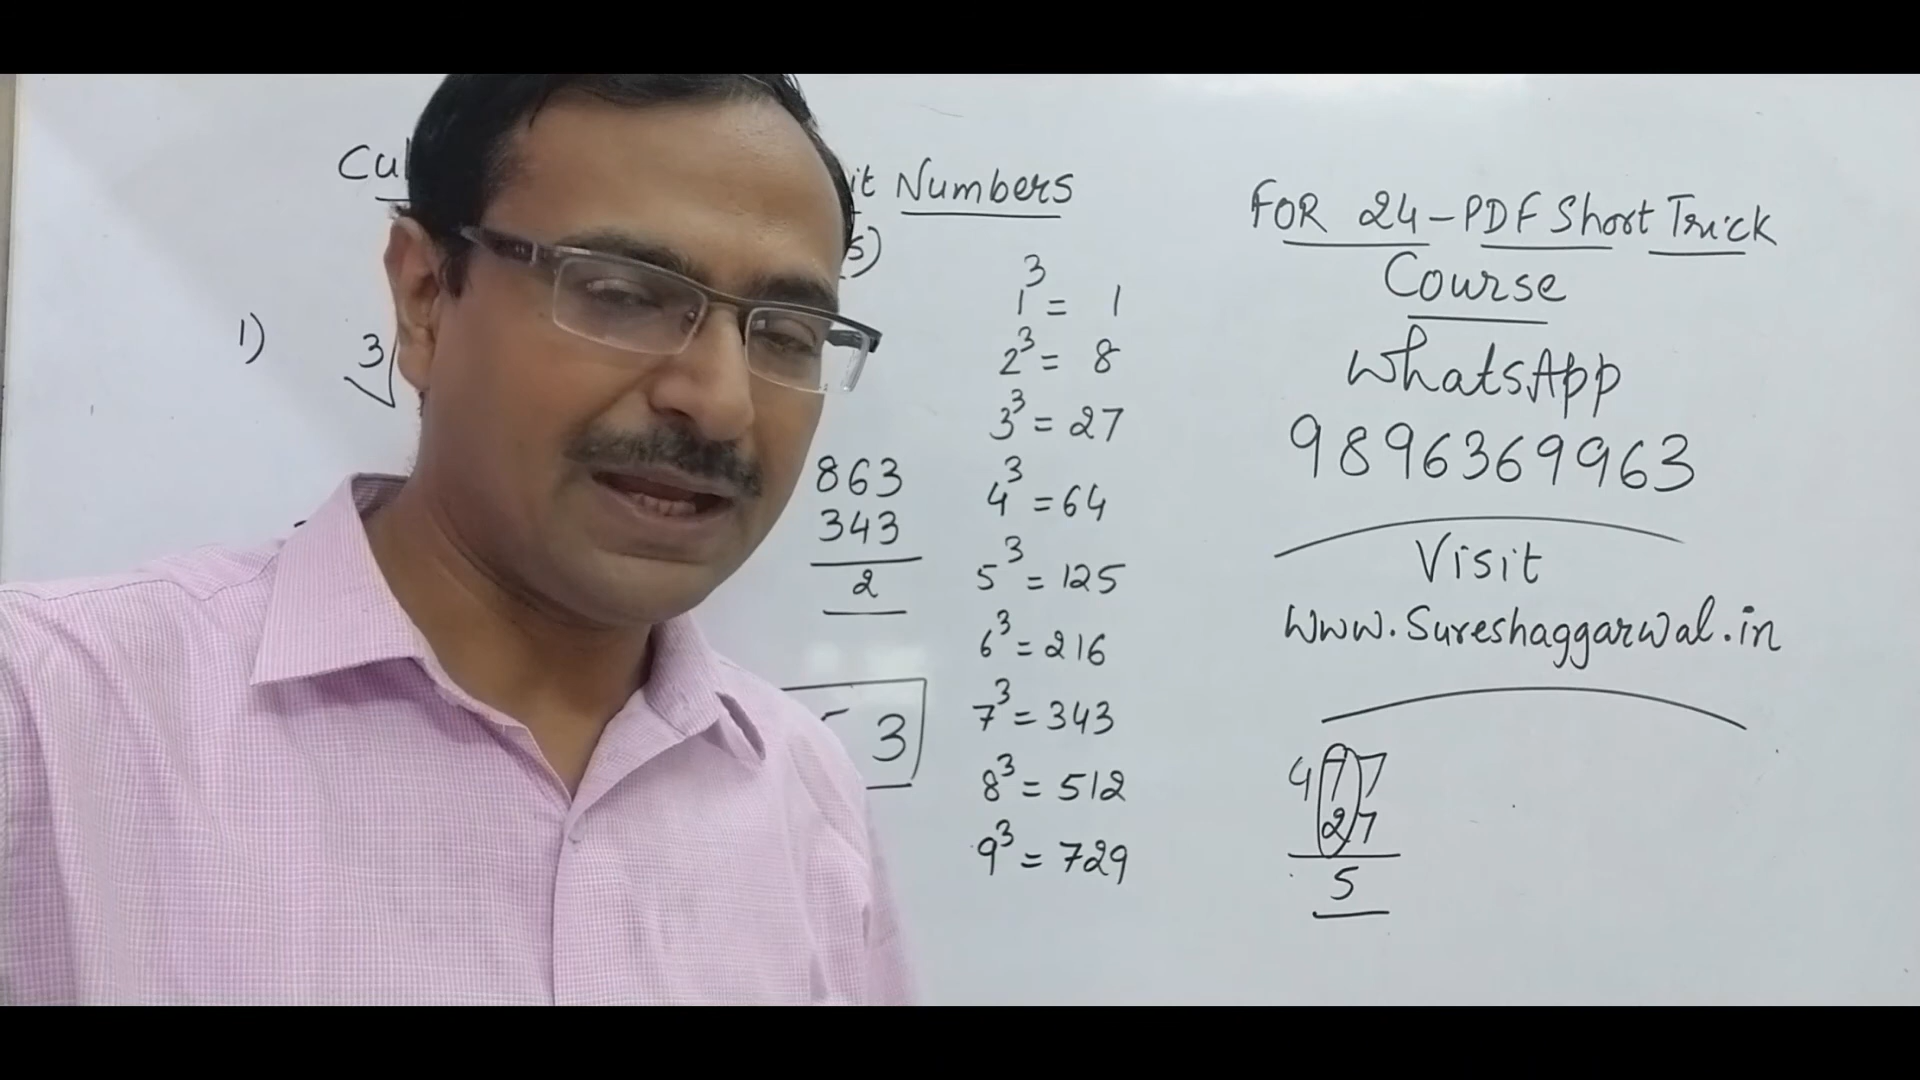 it Numbers
1) 3√
863
343
2
3
1³ = 1
2³ = 8
3³ = 27
4³ = 64
5³ = 125
6³ = 216
7³ = 343
8³ = 512
9³ = 729
FOR 24-PDF Short Trick
Course
WhatsApp
9896369963
Visit
www.Sureshaggarwal.in
477
27
5